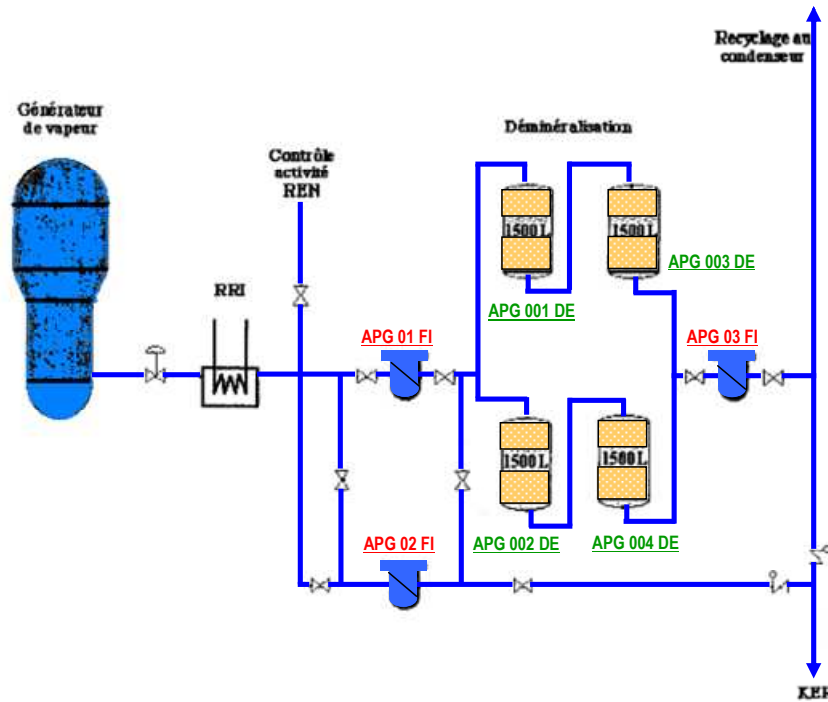 Recyclage au
condenseur
Générateur
de vapeur
Déminéralisation
Contrôle
activité
REN
1500 L
1500 L
APG 003 DE
RRI
APG 001 DE
APG 01 FI
APG 03 FI
1500 L
1500 L
APG 02 FI
APG 002 DE
APG 004 DE
KER